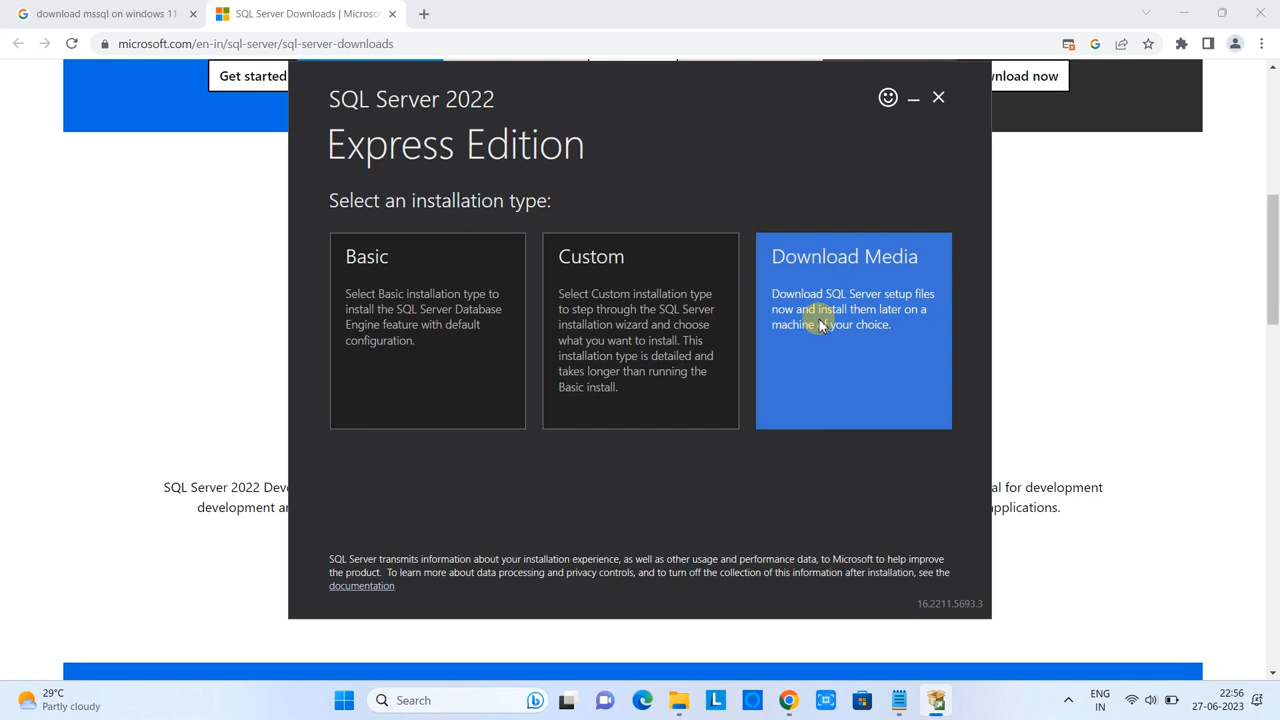 download mssql on windows 11
SQL Server Downloads | Microso
microsoft.com/en-in/sql-server/sql-server-downloads
Get started
nload now
SQL Server 2022
Express Edition
Select an installation type:
Basic
Select Basic installation type to
install the SQL Server Database
Engine feature with default
configuration.
Custom
Select Custom installation type
to step through the SQL Server
installation wizard and choose
what you want to install. This
installation type is detailed and
takes longer than running the
Basic install.
Download Media
Download SQL Server setup files
now and install them later on a
machine of your choice.
SQL Server 2022 Deve
al for development
development an
applications.
SQL Server transmits information about your installation experience, as well as other usage and performance data, to Microsoft to help improve
the product. To learn more about data processing and privacy controls, and to turn off the collection of this information after installation, see the
documentation
16.2211.5693.3
29°C
Partly cloudy
Search
ENG
IN
22:56
27-06-2023